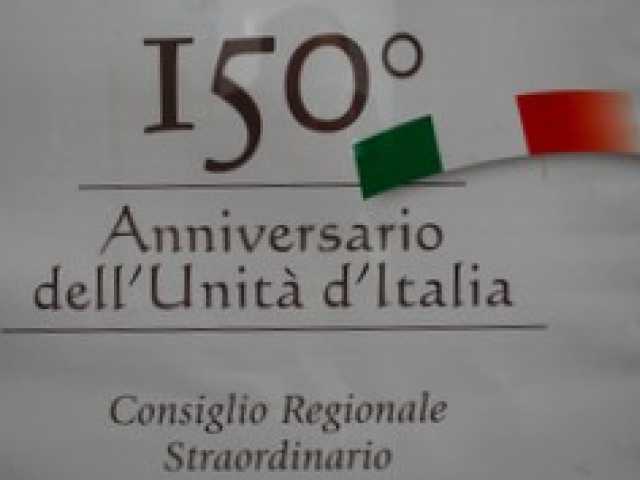 150°
Anniversario
dell'Unità d'Italia
Consiglio Regionale
Straordinario